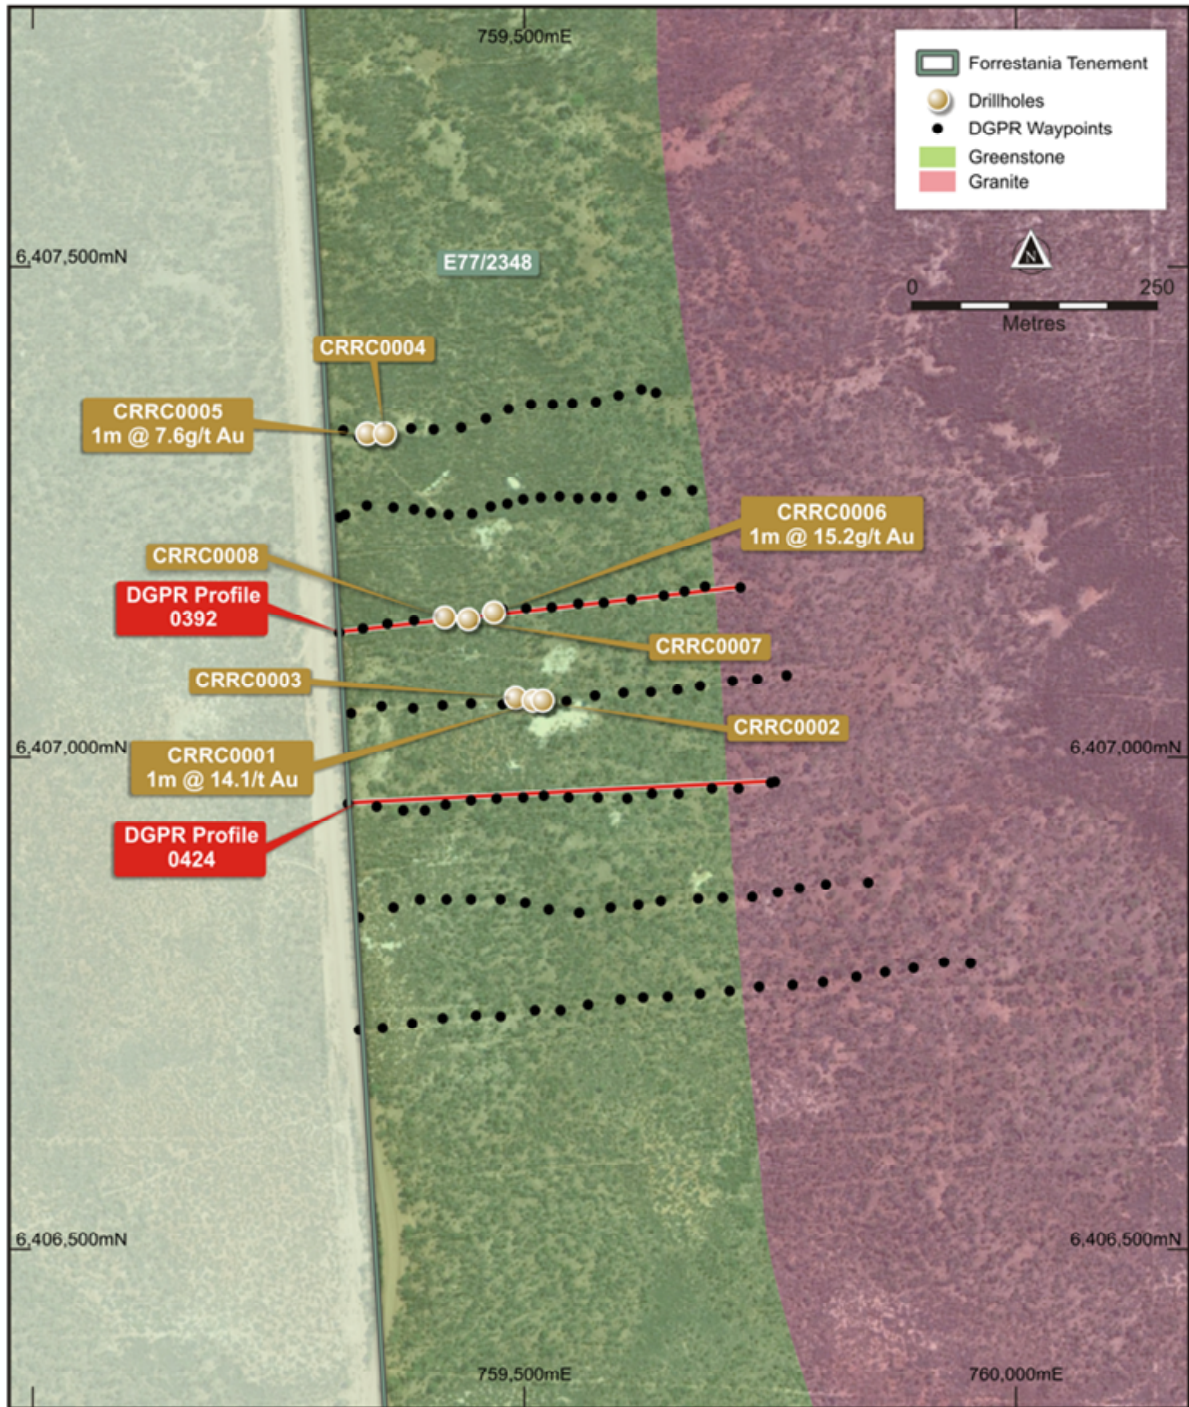 759,500mE
Forrestania Tenement
Drillholes
DGPR Waypoints
Greenstone
Granite
N
0 250
Metres
6,407,500mN
E77/2348
CRRC0004
CRRC0005
1m @ 7.6g/t Au
CRRC0006
1m @ 15.2g/t Au
CRRC0008
DGPR Profile
0392
CRRC0007
CRRC0003
CRRC0002
6,407,000mN
6,407,000mN
CRRC0001
1m @ 14.1/t Au
DGPR Profile
0424
6,406,500mN
6,406,500mN
759,500mE
760,000mE